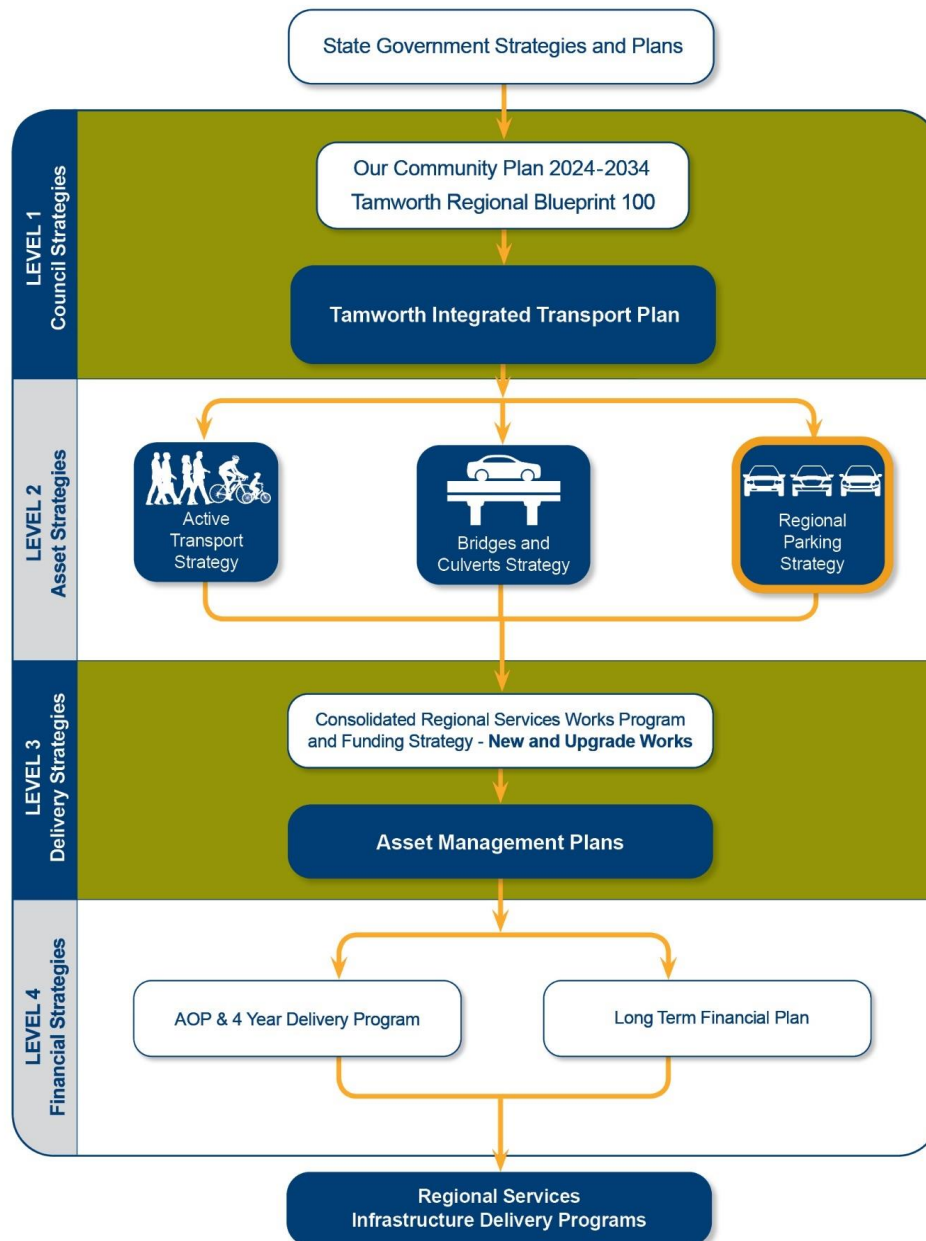 State Government Strategies and Plans
LEVEL 1
Council Strategies
Our Community Plan 2024-2034
Tamworth Regional Blueprint 100
Tamworth Integrated Transport Plan
LEVEL 2
Asset Strategies
Active
Transport
Strategy
Bridges and
Culverts Strategy
Regional
Parking
Strategy
LEVEL 3
Delivery Strategies
Consolidated Regional Services Works Program
and Funding Strategy - New and Upgrade Works
Asset Management Plans
LEVEL 4
Financial Strategies
AOP & 4 Year Delivery Program
Long Term Financial Plan
Regional Services
Infrastructure Delivery Programs